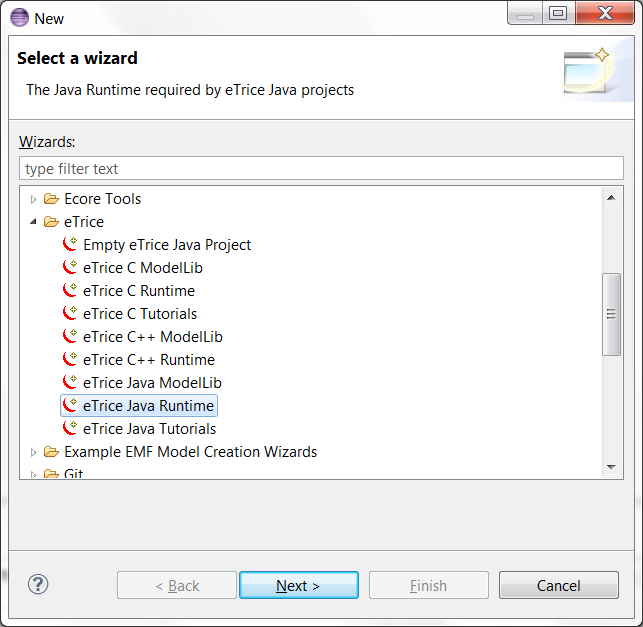 New
Select a wizard
The Java Runtime required by eTrice Java projects
Wizards:
type filter text
Ecore Tools
eTrice
Empty eTrice Java Project
eTrice C ModelLib
eTrice C Runtime
eTrice C Tutorials
eTrice C++ ModelLib
eTrice C++ Runtime
eTrice Java ModelLib
eTrice Java Runtime
eTrice Java Tutorials
Example EMF Model Creation Wizards
Git
? < Back Next > Finish Cancel